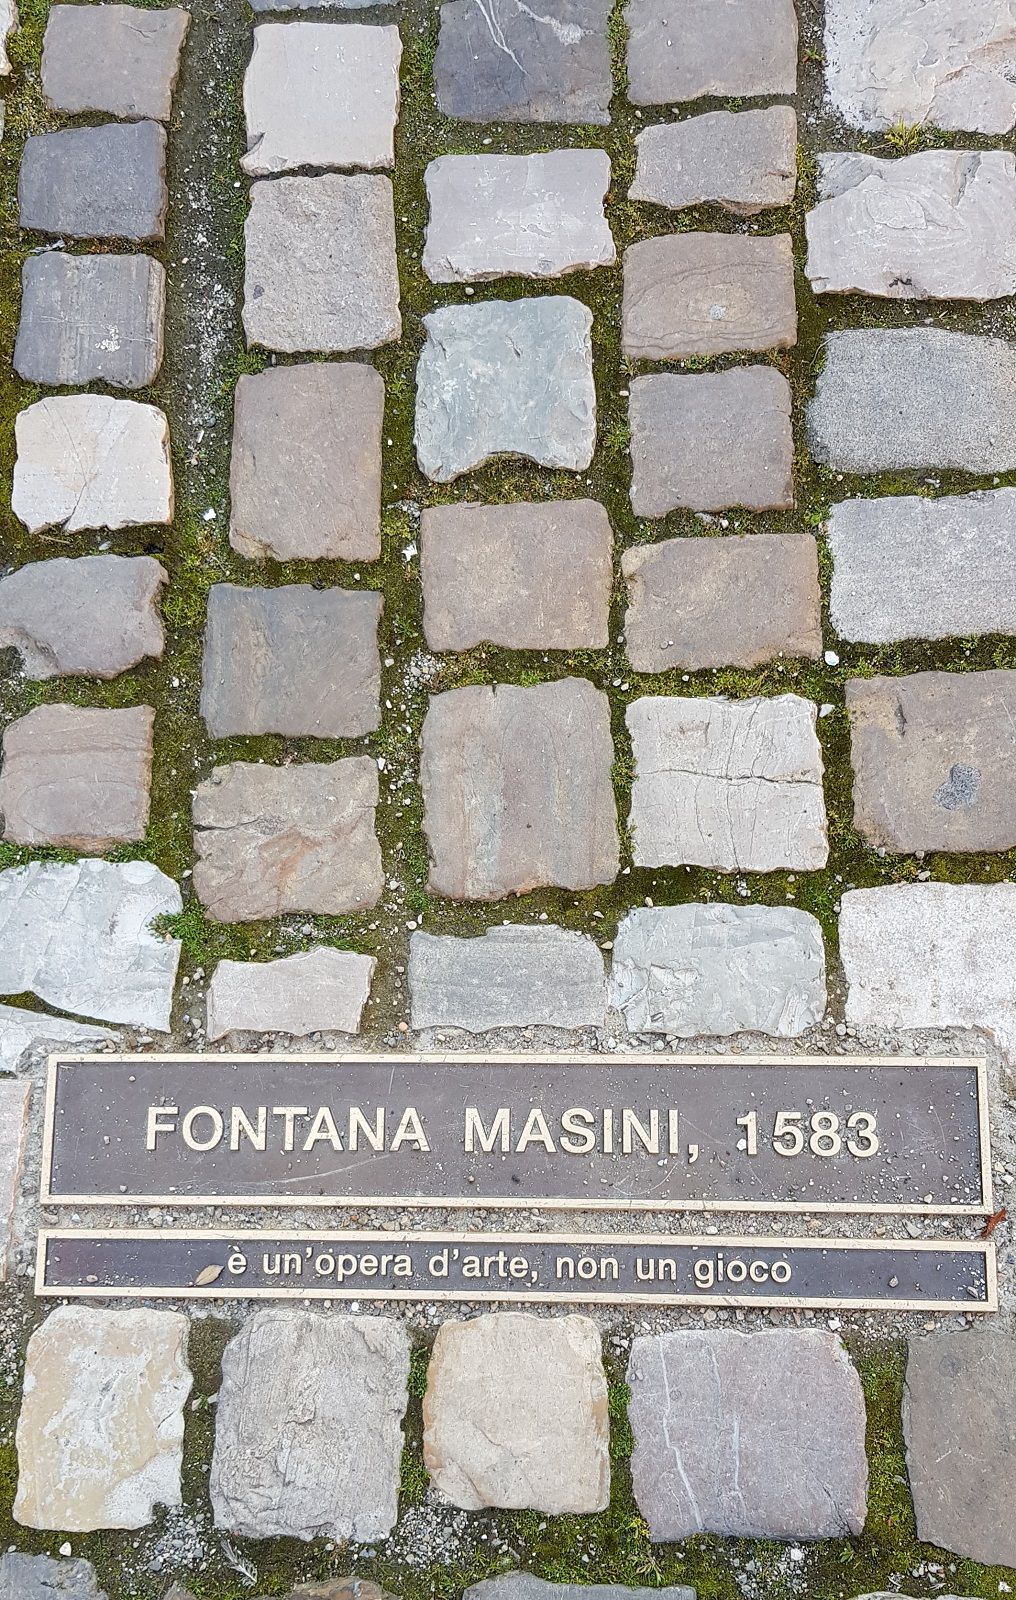 FONTANA MASINI, 1583
è un'opera d'arte, non un gioco